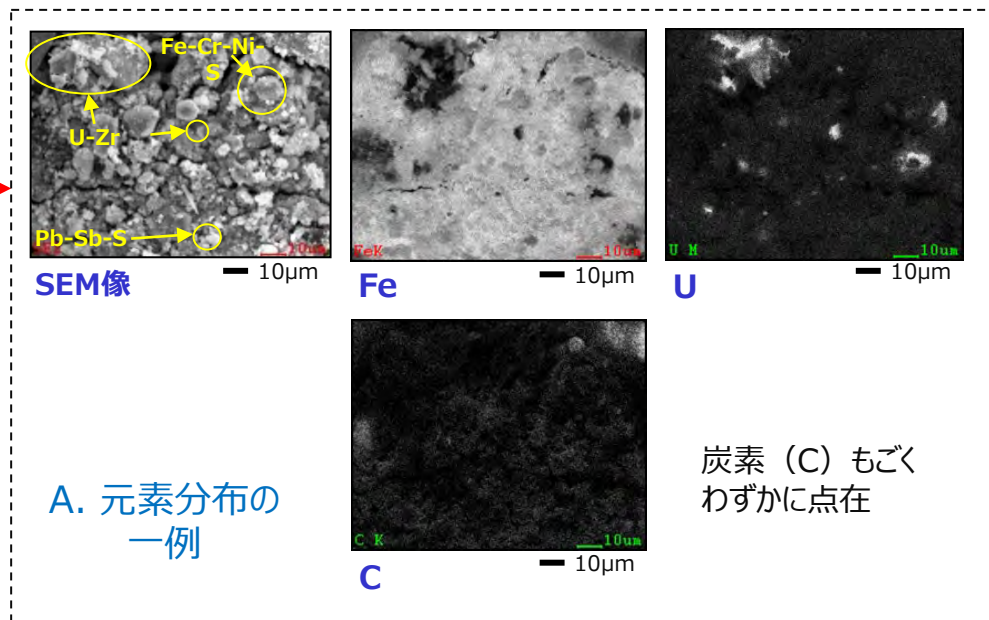 Fe-Cr-Ni-
S
U-Zr
Pb-Sb-S
10um
10μm
SEM像
FeK
10um
10μm
Fe
U M
10um
10μm
U
C K
10um
10μm
C
A. 元素分布の
一例
炭素（C）もごく
わずかに点在